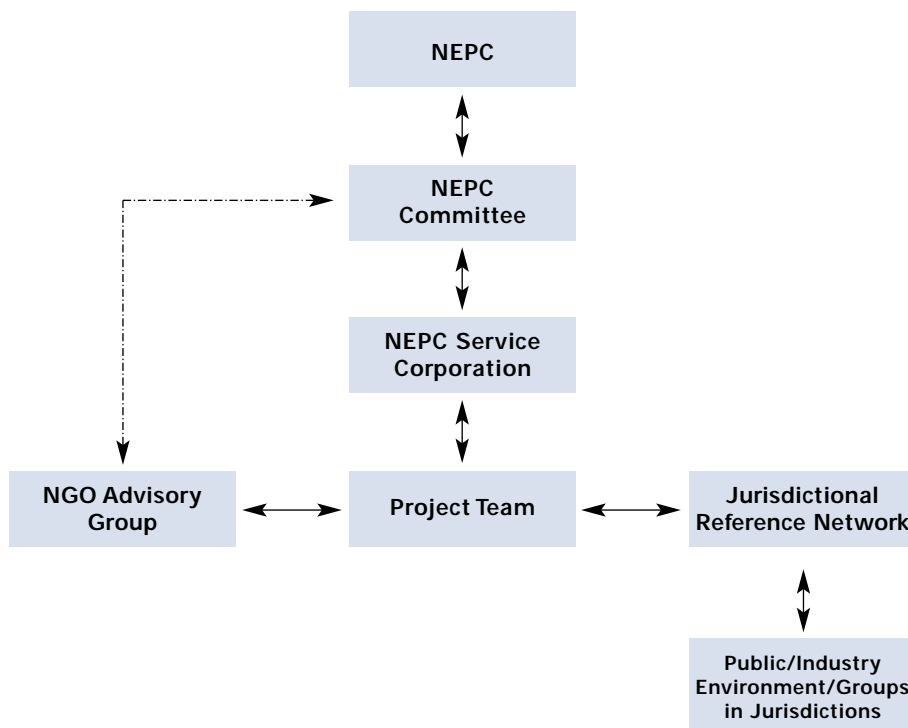 NEPC
NEPC
Committee
NEPC Service
Corporation
NGO Advisory
Group
Project Team
Jurisdictional
Reference Network
Public/Industry
Environment/Groups
in Jurisdictions